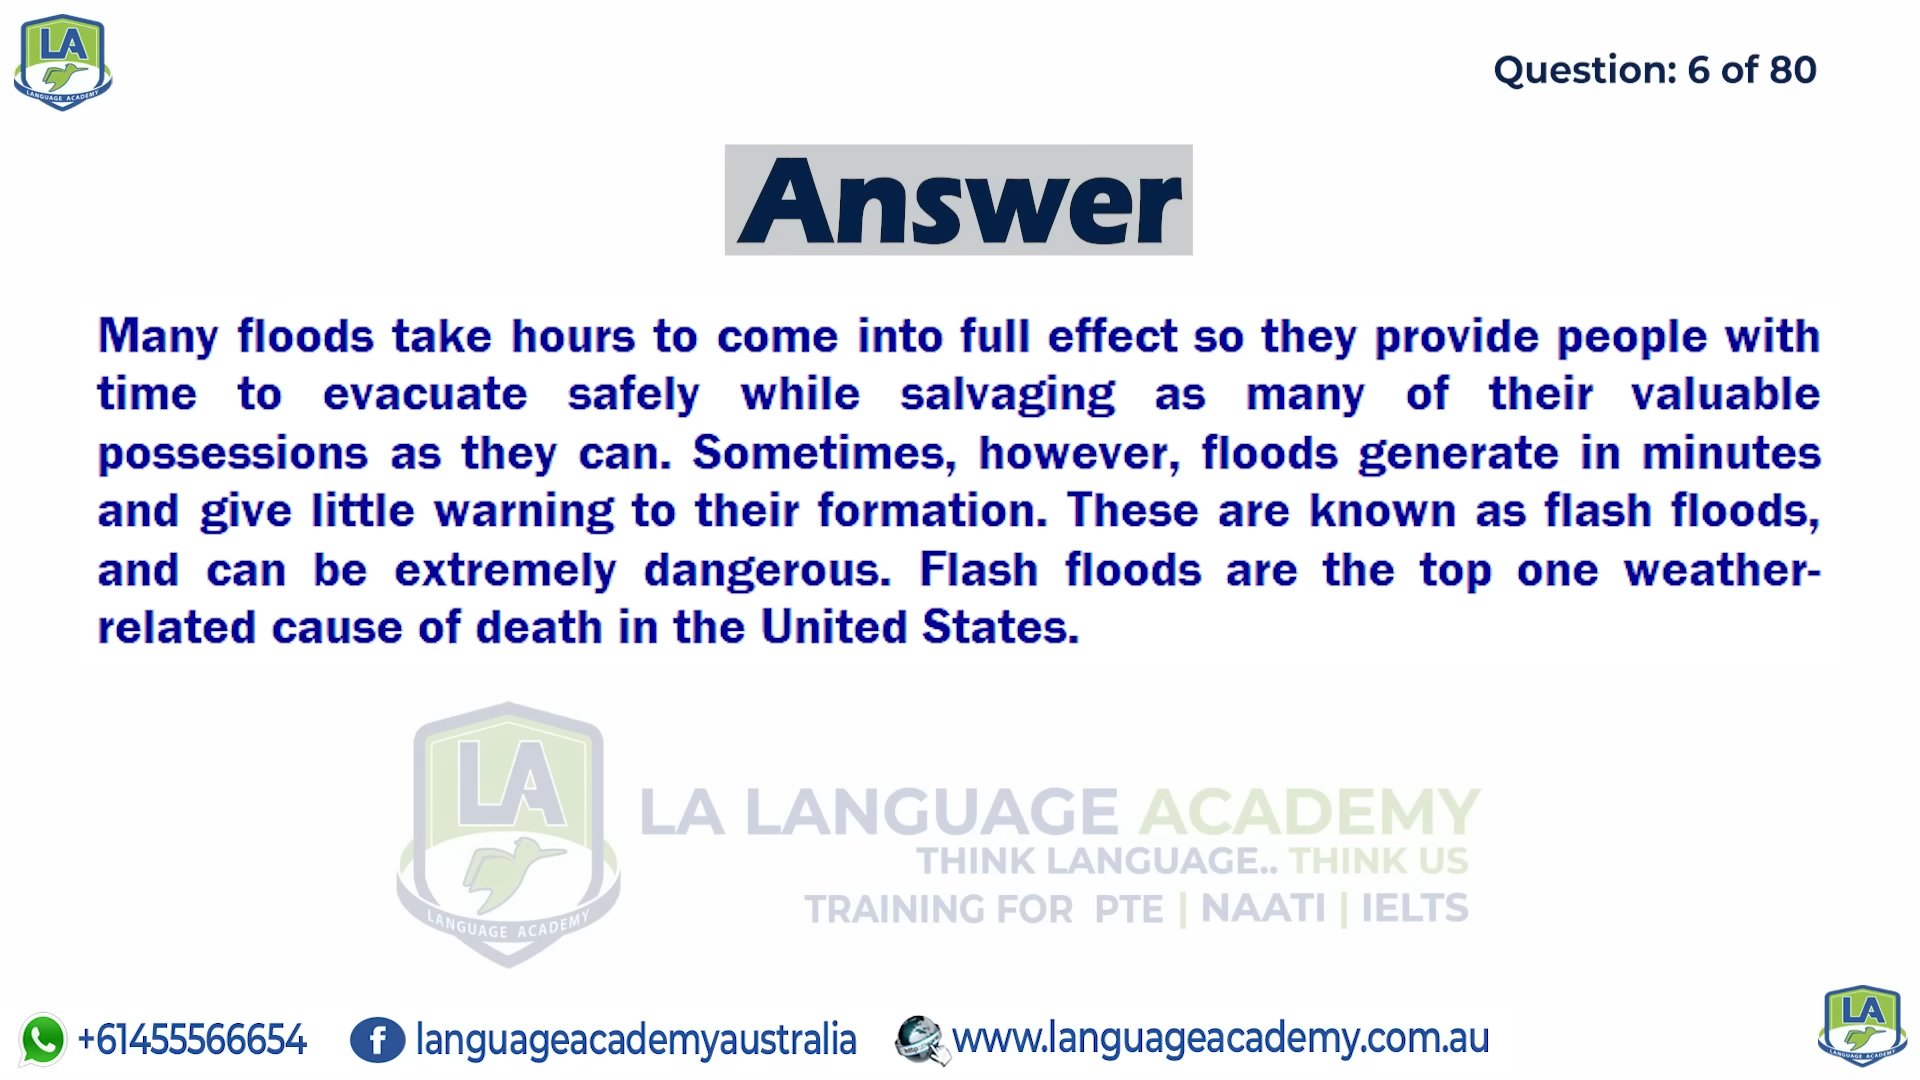 LA
LANGUAGE ACADEMY
Question: 6 of 80
Answer
Many floods take hours to come into full effect so they provide people with
time to evacuate safely while salvaging as many of their valuable
possessions as they can. Sometimes, however, floods generate in minutes
and give little warning to their formation. These are known as flash floods,
and can be extremely dangerous. Flash floods are the top one weather-
related cause of death in the United States.
LA
LANGUAGE ACADEMY
LA LANGUAGE ACADEMY
THINK LANGUAGE.. THINK US
TRAINING FOR PTE | NAATI | IELTS
+61455566654
f languageacademyaustralia
http www.languageacademy.com.au
LA
LANGUAGE ACADEMY